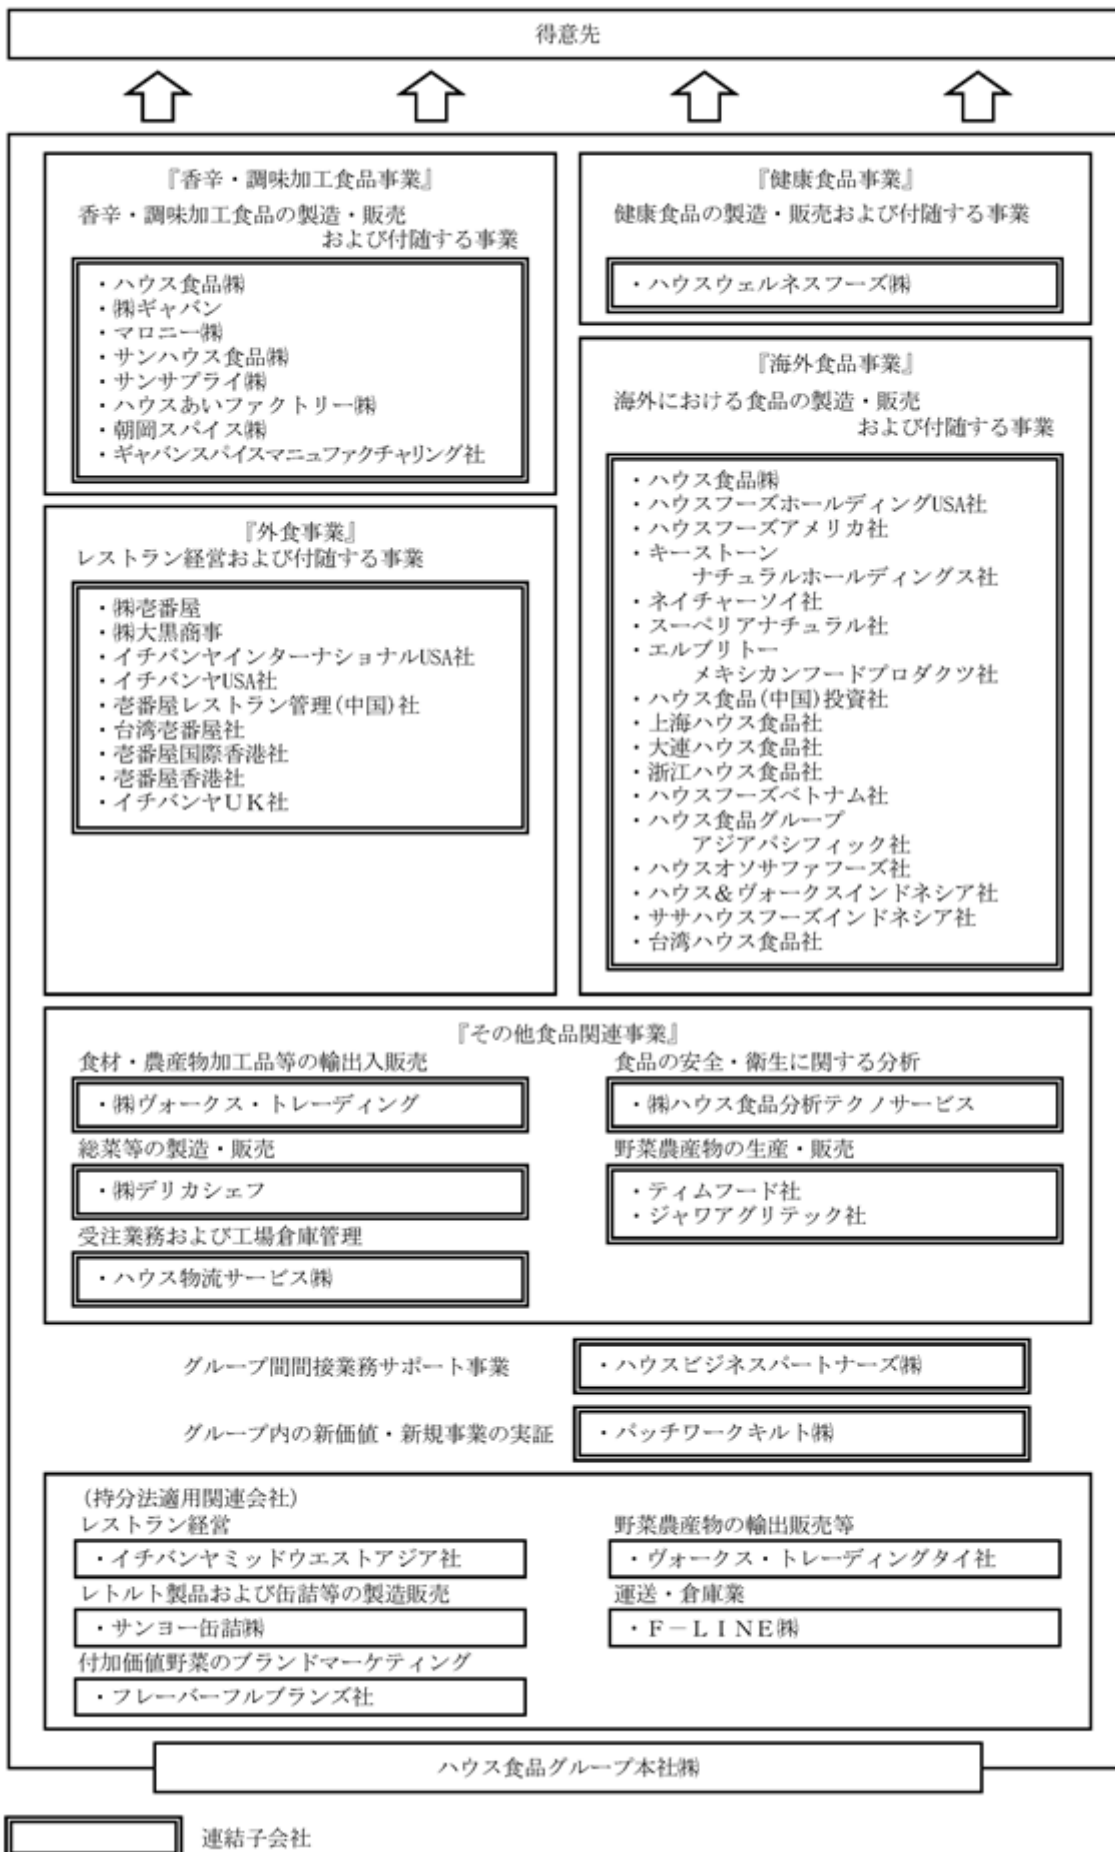 得意先
『香辛・調味加工食品事業』
香辛・調味加工食品の製造・販売
および付随する事業
・ハウス食品㈱
・㈱ギャバン
・マロニー㈱
・サンハウス食品㈱
・サンサプライ㈱
・ハウスあいファクトリー㈱
・朝岡スパイス㈱
・ギャバンスパイスマニュファクチャリング社
『外食事業』
レストラン経営および付随する事業
・㈱壱番屋
・㈱大黒商事
・イチバンヤインターナショナルUSA社
・イチバンヤUSA社
・壱番屋レストラン管理(中国)社
・台湾壱番屋社
・壱番屋国際香港社
・壱番屋香港社
・イチバンヤＵＫ社
『健康食品事業』
健康食品の製造・販売および付随する事業
・ハウスウェルネスフーズ㈱
『海外食品事業』
海外における食品の製造・販売
および付随する事業
・ハウス食品㈱
・ハウスフーズホールディングUSA社
・ハウスフーズアメリカ社
・キーストーン
ナチュラルホールディングス社
・ネイチャーソイ社
・スーペリアナチュラル社
・エルブリトー
メキシカンフードプロダクツ社
・ハウス食品(中国)投資社
・上海ハウス食品社
・大連ハウス食品社
・浙江ハウス食品社
・ハウスフーズベトナム社
・ハウス食品グループ
アジアパシフィック社
・ハウスオソサファフーズ社
・ハウス&ヴォークスインドネシア社
・ササハウスフーズインドネシア社
・台湾ハウス食品社
『その他食品関連事業』
食材・農産物加工品等の輸出入販売
・㈱ヴォークス・トレーディング
総菜等の製造・販売
・㈱デリカシェフ
受注業務および工場倉庫管理
・ハウス物流サービス㈱
食品の安全・衛生に関する分析
・㈱ハウス食品分析テクノサービス
野菜農産物の生産・販売
・ティムフード社
・ジャワアグリテック社
グループ間間接業務サポート事業
・ハウスビジネスパートナーズ㈱
グループ内の新価値・新規事業の実証
・パッチワークキルト㈱
(持分法適用関連会社)
レストラン経営
・イチバンヤミッドウエストアジア社
レトルト製品および缶詰等の製造販売
・サンヨー缶詰㈱
付加価値野菜のブランドマーケティング
・フレーバーフルブランズ社
野菜農産物の輸出販売等
・ヴォークス・トレーディングタイ社
運送・倉庫業
・Ｆ－ＬＩＮＥ㈱
ハウス食品グループ本社㈱
連結子会社